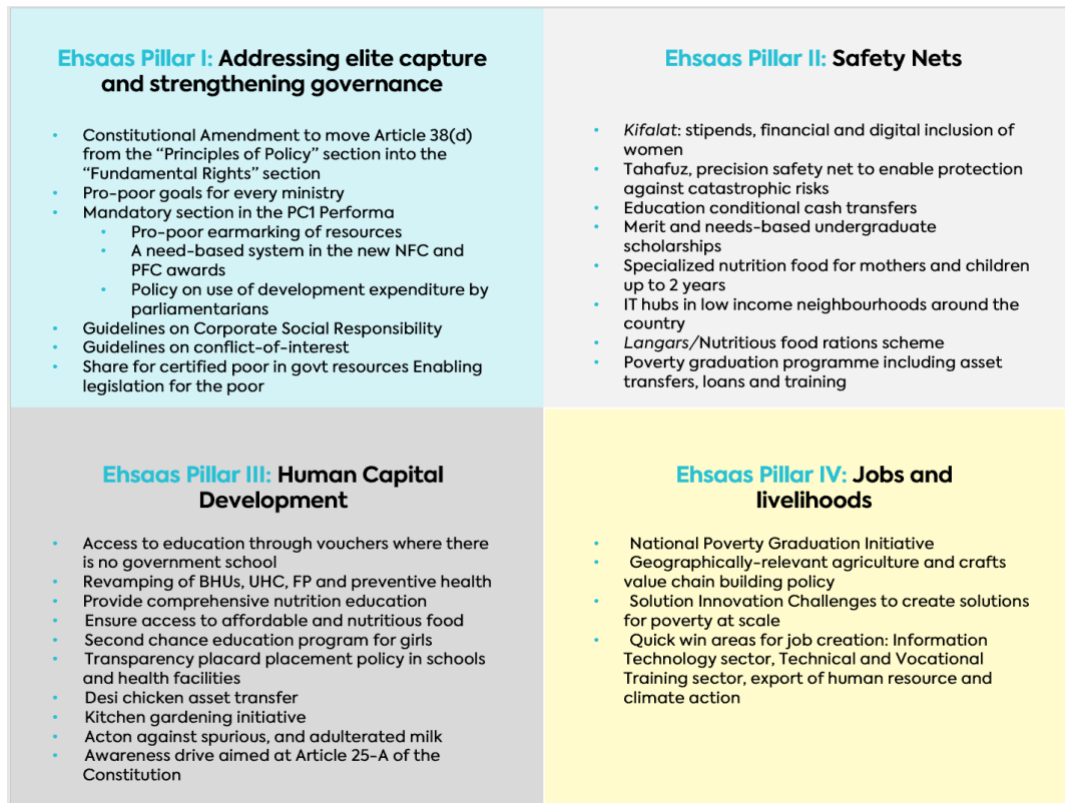 Ehsaas Pillar I: Addressing elite capture
and strengthening governance
• Constitutional Amendment to move Article 38(d)
from the “Principles of Policy” section into the
“Fundamental Rights” section
• Pro-poor goals for every ministry
• Mandatory section in the PC1 Performa
• Pro-poor earmarking of resources
• A need-based system in the new NFC and
PFC awards
• Policy on use of development expenditure by
parliamentarians
• Guidelines on Corporate Social Responsibility
• Guidelines on conflict-of-interest
• Share for certified poor in govt resources Enabling
legislation for the poor
Ehsaas Pillar II: Safety Nets
• Kifalat: stipends, financial and digital inclusion of
women
• Tahafuz, precision safety net to enable protection
against catastrophic risks
• Education conditional cash transfers
• Merit and needs-based undergraduate
scholarships
• Specialized nutrition food for mothers and children
up to 2 years
• IT hubs in low income neighbourhoods around the
country
• Langars/Nutritious food rations scheme
• Poverty graduation programme including asset
transfers, loans and training
Ehsaas Pillar III: Human Capital
Development
• Access to education through vouchers where there
is no government school
• Revamping of BHUs, UHC, FP and preventive health
• Provide comprehensive nutrition education
• Ensure access to affordable and nutritious food
• Second chance education program for girls
• Transparency placard placement policy in schools
and health facilities
• Desi chicken asset transfer
• Kitchen gardening initiative
• Acton against spurious, and adulterated milk
• Awareness drive aimed at Article 25-A of the
Constitution
Ehsaas Pillar IV: Jobs and
livelihoods
• National Poverty Graduation Initiative
• Geographically-relevant agriculture and crafts
value chain building policy
• Solution Innovation Challenges to create solutions
for poverty at scale
• Quick win areas for job creation: Information
Technology sector, Technical and Vocational
Training sector, export of human resource and
climate action